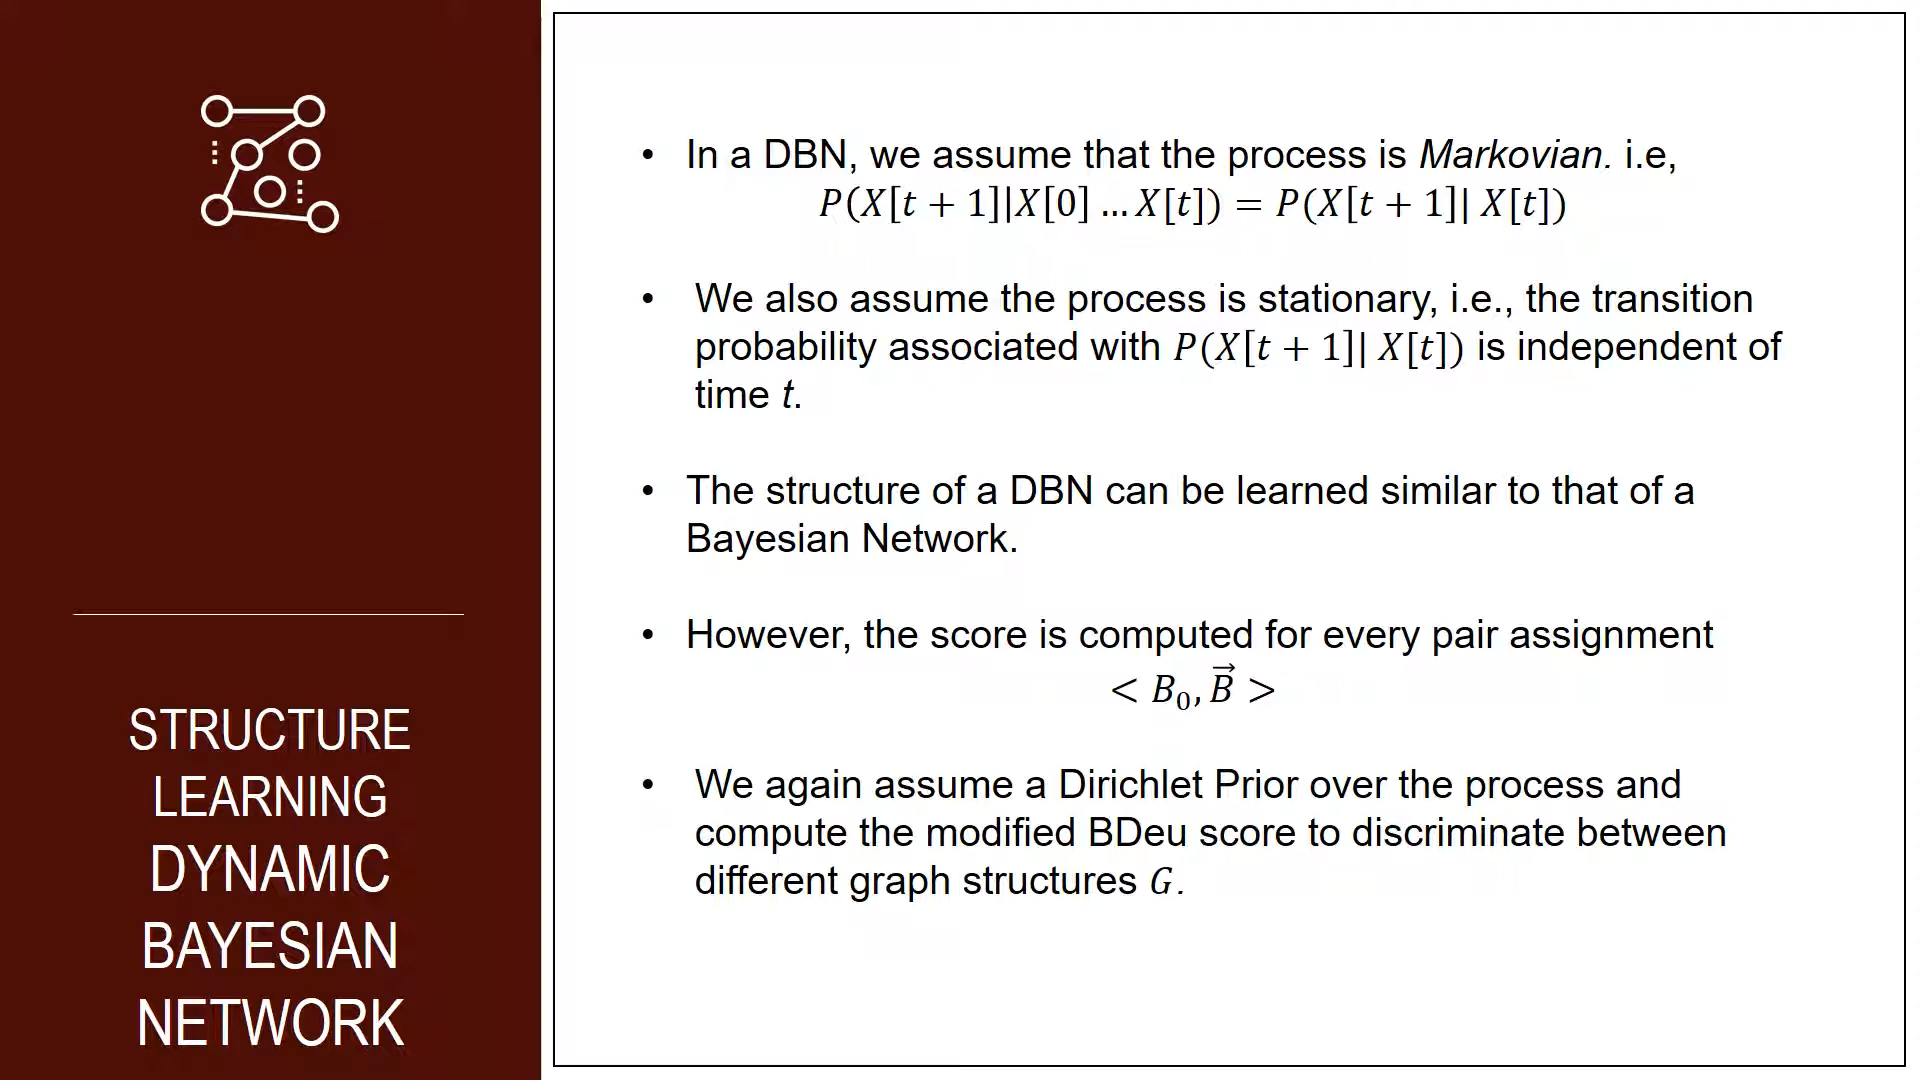 STRUCTURE
LEARNING
DYNAMIC
BAYESIAN
NETWORK
• In a DBN, we assume that the process is Markovian. i.e,
P(X[t + 1]|X[0] … X[t]) = P(X[t + 1]| X[t])
• We also assume the process is stationary, i.e., the transition
probability associated with P(X[t + 1]| X[t]) is independent of
time t.
• The structure of a DBN can be learned similar to that of a
Bayesian Network.
• However, the score is computed for every pair assignment
< B₀, B⃗ >
• We again assume a Dirichlet Prior over the process and
compute the modified BDeu score to discriminate between
different graph structures G.